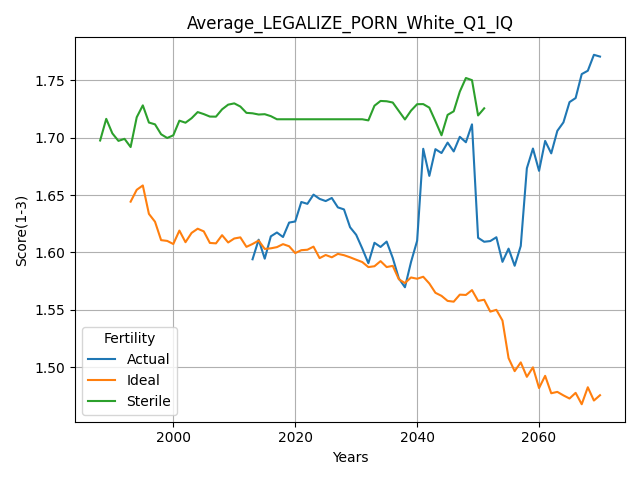 Average_LEGALIZE_PORN_White_Q1_IQ
Score(1-3)
1.75
1.70
1.65
1.60
1.55
1.50
Fertility
Actual
Ideal
Sterile
2000
2020
2040
2060
Years